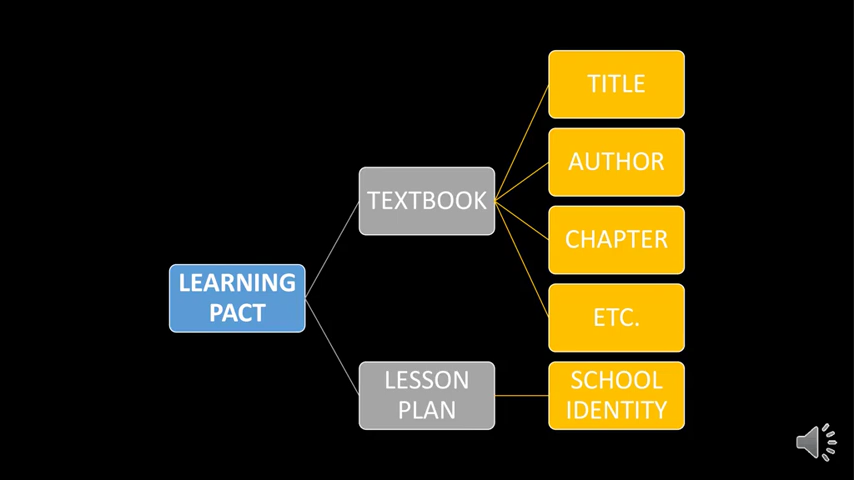 LEARNING
PACT
TEXTBOOK
TITLE
AUTHOR
CHAPTER
ETC.
LESSON
PLAN
SCHOOL
IDENTITY